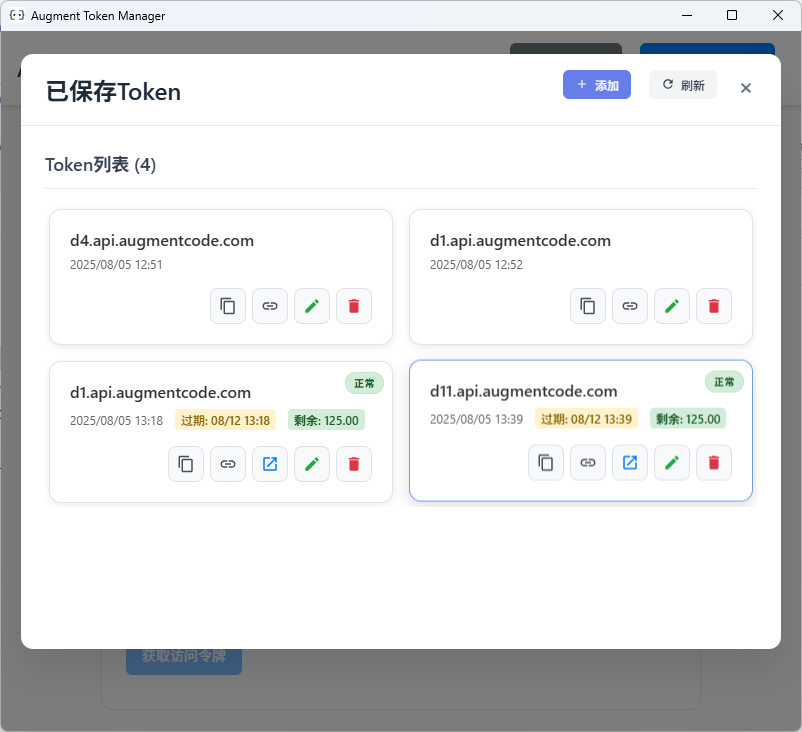 Augment Token Manager
已保存Token
添加
刷新
Token列表 (4)
d4.api.augmentcode.com
2025/08/05 12:51
d1.api.augmentcode.com
2025/08/05 12:52
正常
d1.api.augmentcode.com
2025/08/05 13:18 过期: 08/12 13:18 剩余: 125.00
正常
d11.api.augmentcode.com
2025/08/05 13:39 过期: 08/12 13:39 剩余: 125.00
获取访问令牌